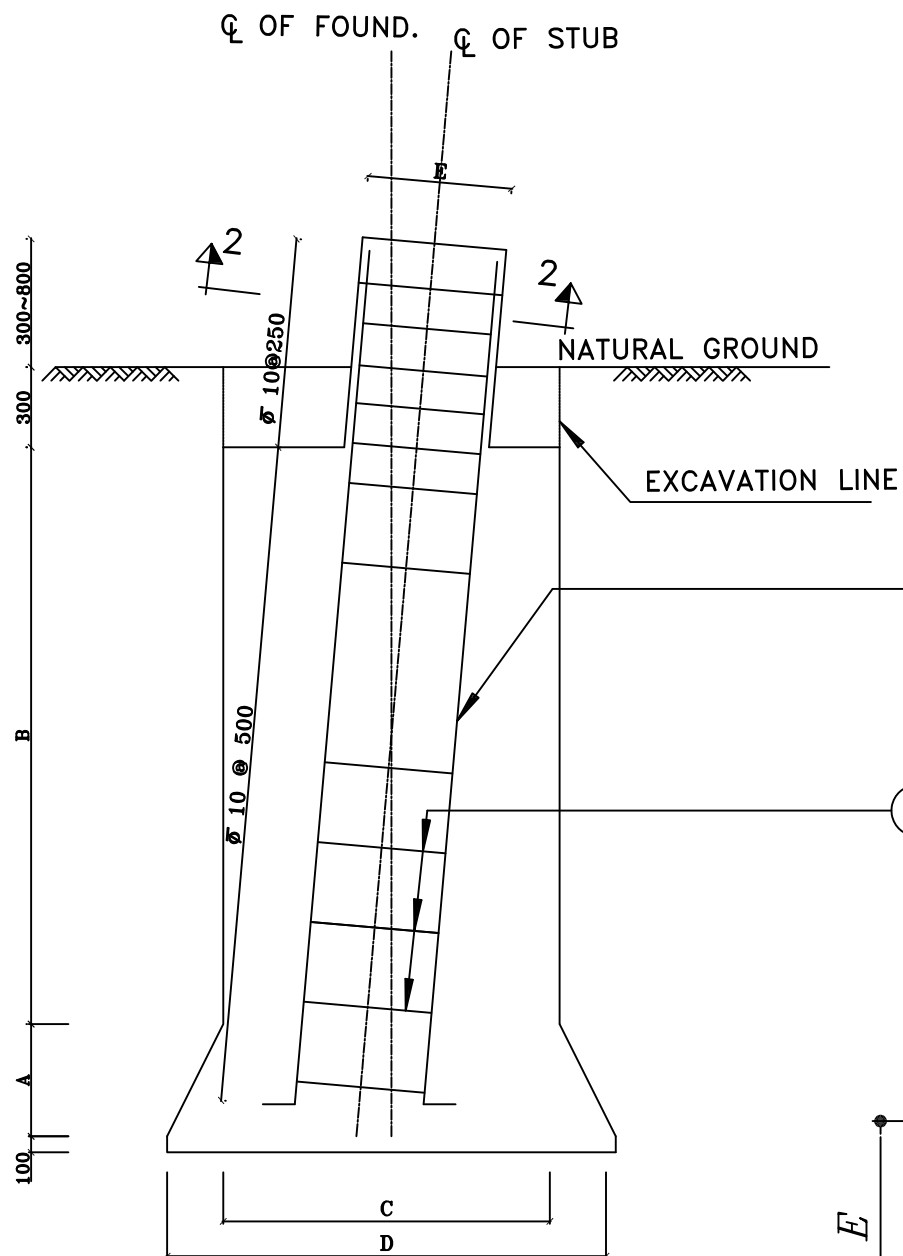 ℄ OF FOUND.
℄ OF STUB
E
2
2
300~800
NATURAL GROUND
Φ 10@250
300
EXCAVATION LINE
B
Φ 10 @ 500
A
100
C
D
E